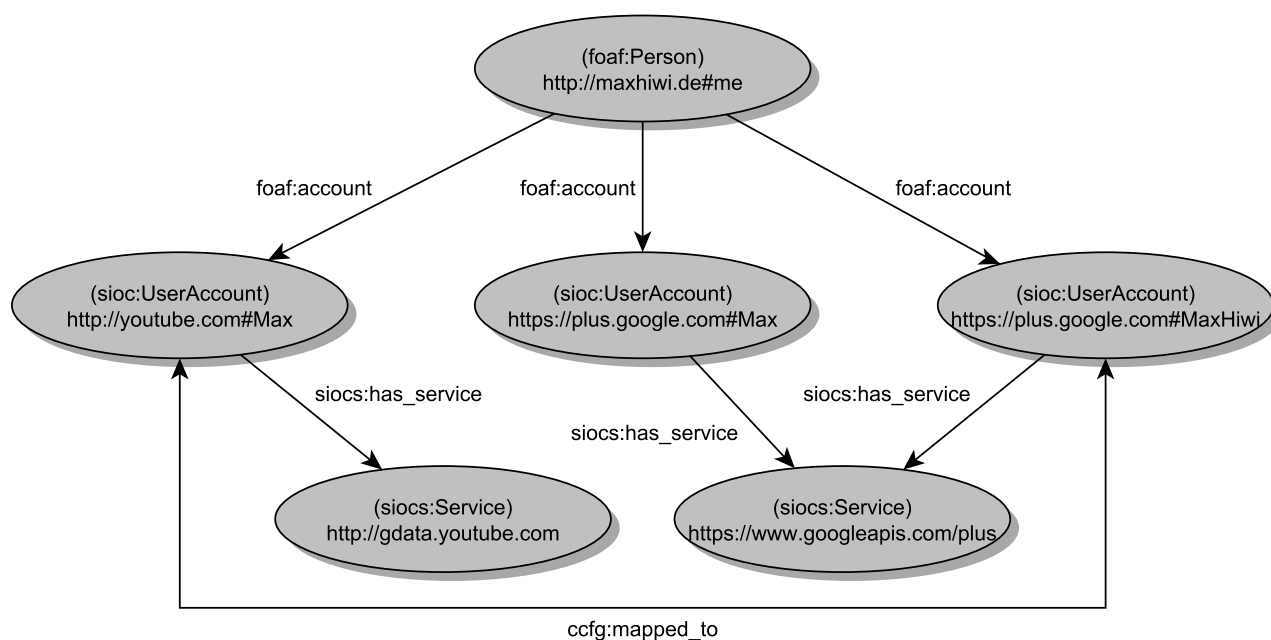 (foaf:Person)
http://maxhiwi.de#me
foaf:account
foaf:account
foaf:account
(sioc:UserAccount)
http://youtube.com#Max
(sioc:UserAccount)
https://plus.google.com#Max
(sioc:UserAccount)
https://plus.google.com#MaxHiwi
siocs:has_service
siocs:has_service
siocs:has_service
(siocs:Service)
http://gdata.youtube.com
(siocs:Service)
https://www.googleapis.com/plus
ccfg:mapped_to